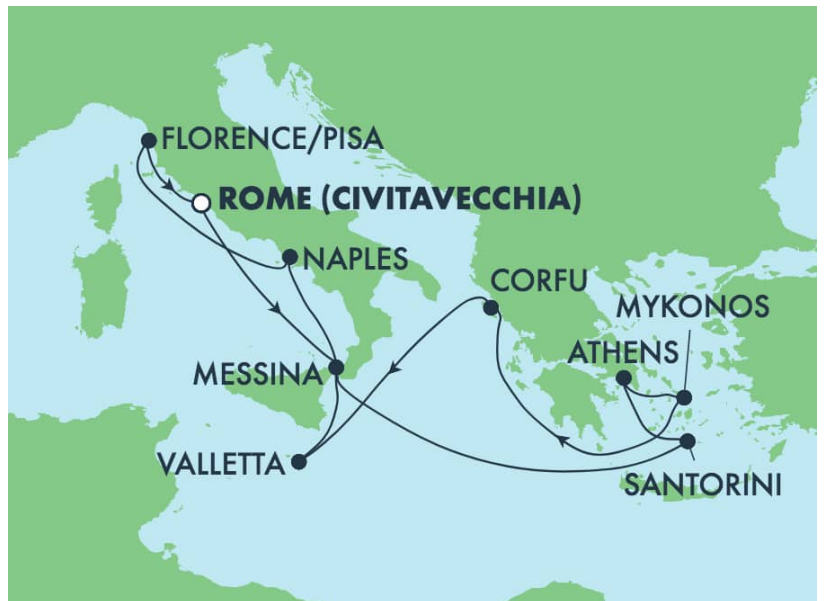 FLORENCE/PISA
ROME (CIVITAVECCHIA)
NAPLES
CORFU
MYKONOS
ATHENS
MESSINA
VALLETTA
SANTORINI